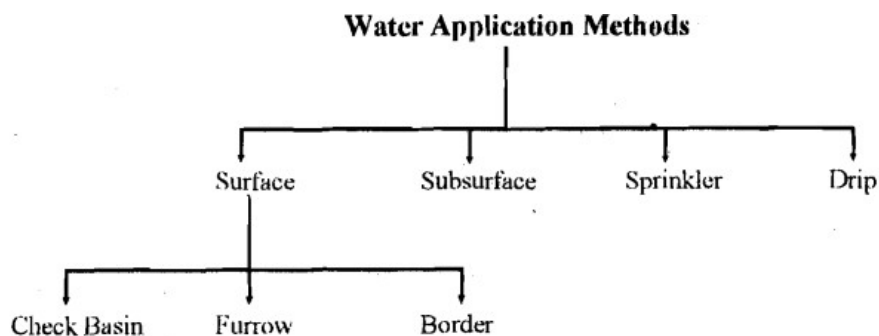 Water Application Methods
Surface Subsurface Sprinkler Drip
Check Basin Furrow Border